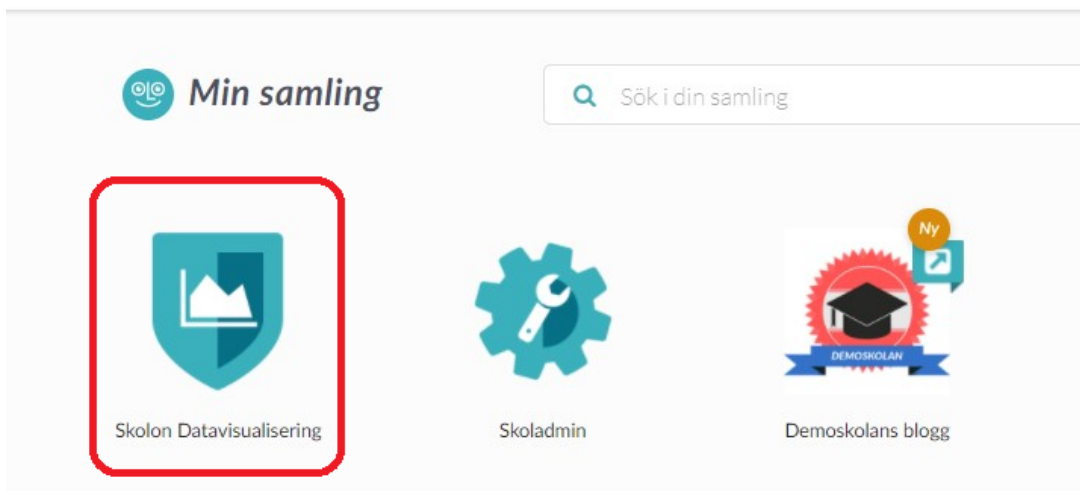 Min samling
Sök i din samling
Ny
DEMOSKOLAN
Skolon Datavisualisering
Skoladmin
Demoskolans blogg